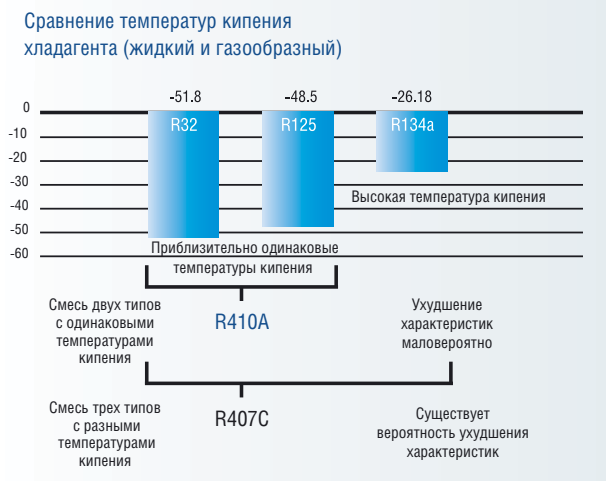 Сравнение температур кипения
хладагента (жидкий и газообразный)
-51.8 -48.5 -26.18
0
R32 R125 R134a
-10
-20
-30
Высокая температура кипения
-40
-50
Приблизительно одинаковые
-60
температуры кипения
Смесь двух типов
с одинаковыми
температурами
кипения
R410A
Ухудшение
характеристик
маловероятно
Смесь трех типов
с разными
температурами
кипения
R407C
Существует
вероятность ухудшения
характеристик